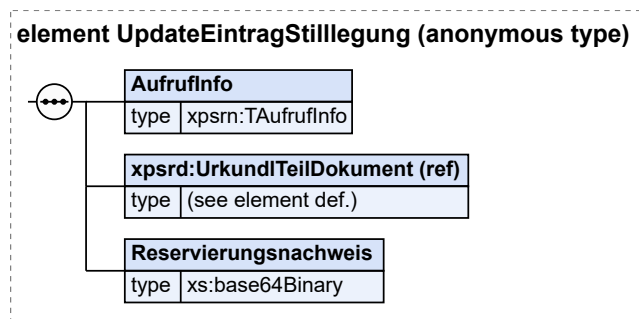 element UpdateEintragStilllegung (anonymous type)
AufrufInfo
type xpsrn:TAufrufInfo
xpsrd:UrkundlTeilDokument (ref)
type (see element def.)
Reservierungsnachweis
type xs:base64Binary